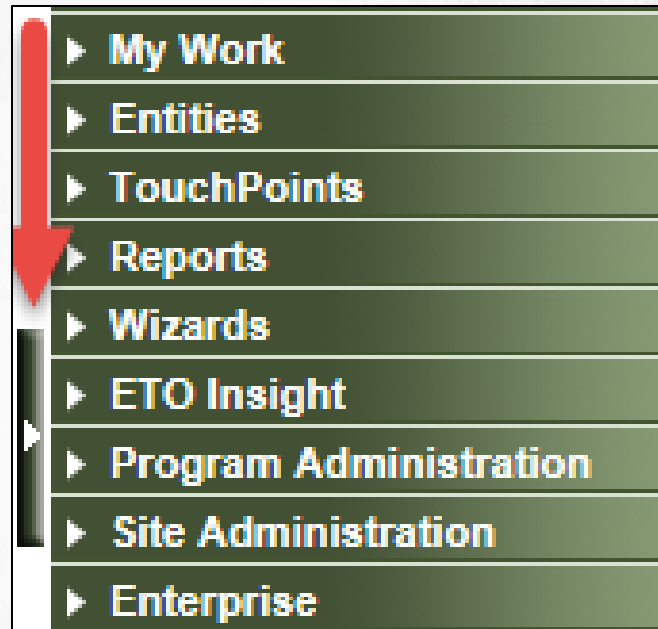 My Work
Entities
TouchPoints
Reports
Wizards
ETO Insight
Program Administration
Site Administration
Enterprise